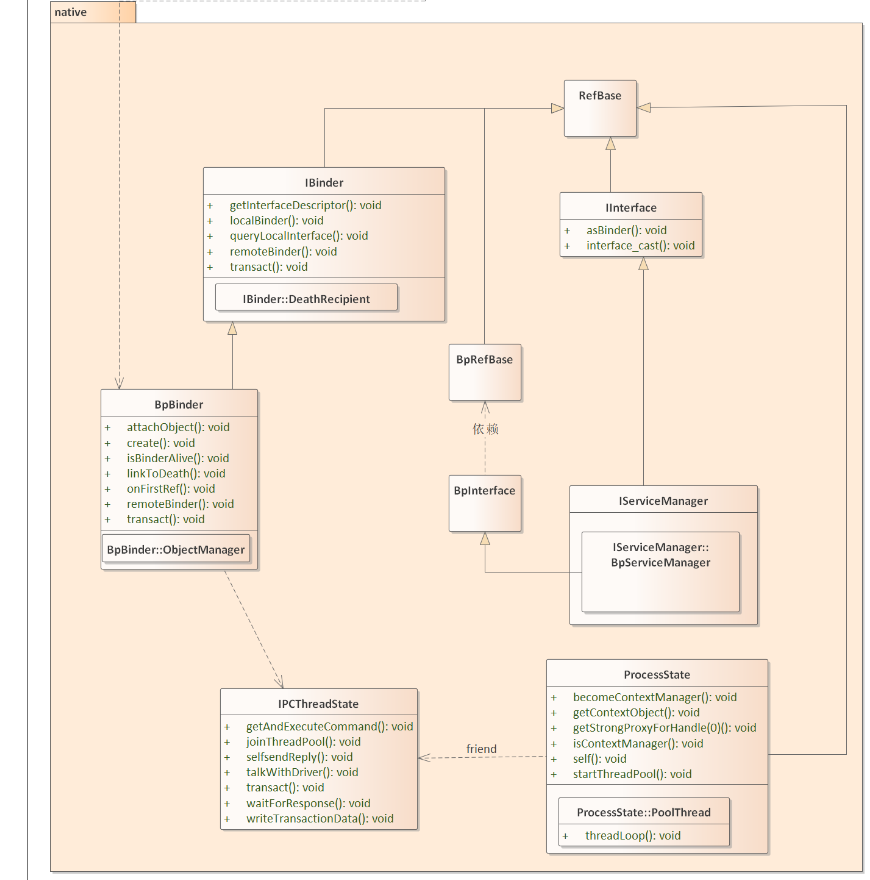 native
RefBase
IBinder
+ getInterfaceDescriptor(): void
+ localBinder(): void
+ queryLocalInterface(): void
+ remoteBinder(): void
+ transact(): void
IBinder::DeathRecipient
IInterface
+ asBinder(): void
+ interface_cast(): void
BpRefBase
依赖
BpInterface
BpBinder
+ attachObject(): void
+ create(): void
+ isBinderAlive(): void
+ linkToDeath(): void
+ onFirstRef(): void
+ remoteBinder(): void
+ transact(): void
BpBinder::ObjectManager
IServiceManager
IServiceManager::
BpServiceManager
IPCThreadState
+ getAndExecuteCommand(): void
+ joinThreadPool(): void
+ selfsendReply(): void
+ talkWithDriver(): void
+ transact(): void
+ waitForResponse(): void
+ writeTransactionData(): void
friend
ProcessState
+ becomeContextManager(): void
+ getContextObject(): void
+ getStrongProxyForHandle(0)(): void
+ isContextManager(): void
+ self(): void
+ startThreadPool(): void
ProcessState::PoolThread
+ threadLoop(): void